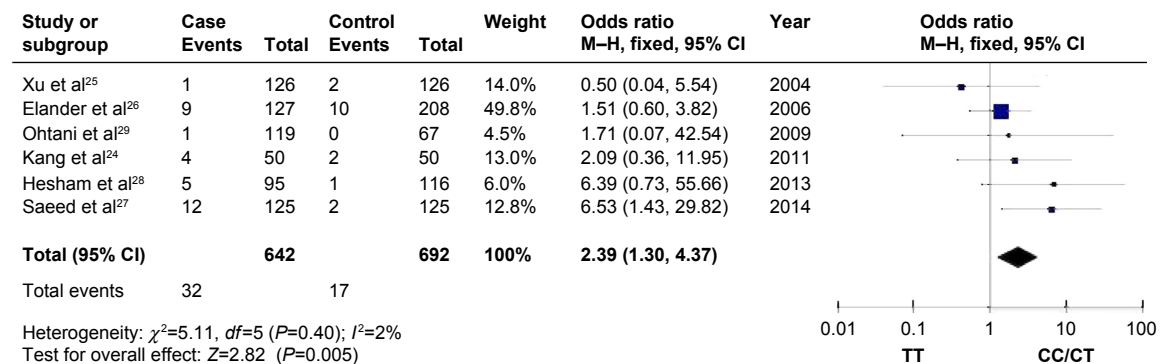 Study or subgroup Case Events Total Control Events Total Weight Odds ratio M–H, fixed, 95% CI Year Odds ratio M–H, fixed, 95% CI
Xu et al²⁵ 1 126 2 126 14.0% 0.50 (0.04, 5.54) 2004
Elander et al²⁶ 9 127 10 208 49.8% 1.51 (0.60, 3.82) 2006
Ohtani et al²⁹ 1 119 0 67 4.5% 1.71 (0.07, 42.54) 2009
Kang et al²⁴ 4 50 2 50 13.0% 2.09 (0.36, 11.95) 2011
Hesham et al²⁸ 5 95 1 116 6.0% 6.39 (0.73, 55.66) 2013
Saeed et al²⁷ 12 125 2 125 12.8% 6.53 (1.43, 29.82) 2014
Total (95% CI) 642 692 100% 2.39 (1.30, 4.37)
Total events 32 17
Heterogeneity: χ²=5.11, df=5 (P=0.40); I²=2%
Test for overall effect: Z=2.82 (P=0.005)
0.01 0.1 1 10 100
TT CC/CT